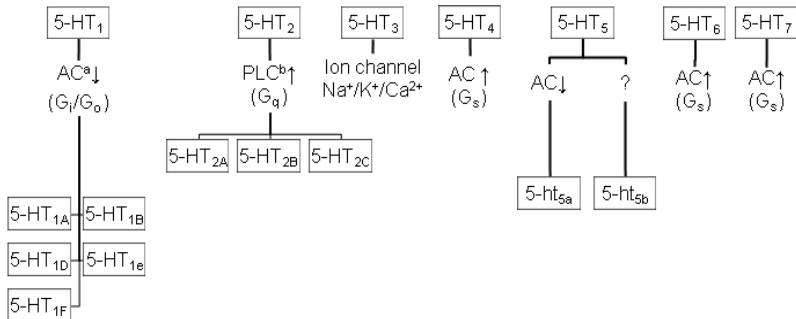 5-HT₁ 5-HT₂ 5-HT₃ 5-HT₄ 5-HT₅ 5-HT₆ 5-HT₇
ACᵃ↓ PLCᵇ↑ Ion channel AC ↑ AC↓ ? AC↑ AC↑
(Gᵢ/Gₒ) (G_q) Na⁺/K⁺/Ca²⁺ (Gₛ) (Gₛ) (Gₛ)
5-HT₂A 5-HT₂B 5-HT₂C
5-ht₅ₐ 5-ht₅b
5-HT₁A 5-HT₁B
5-HT₁D 5-HT₁ₑ
5-HT₁F